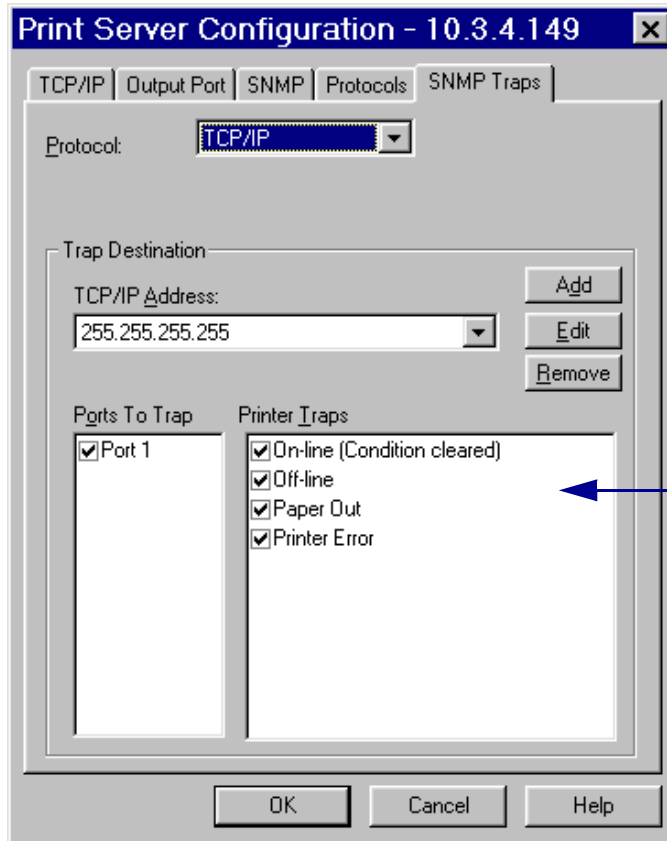 Print Server Configuration - 10.3.4.149
TCP/IP Output Port SNMP Protocols SNMP Traps
Protocol: TCP/IP
Trap Destination
TCP/IP Address:
255.255.255.255
Add
Edit
Remove
Ports To Trap
Port 1
Printer Traps
On-line (Condition cleared)
Off-line
Paper Out
Printer Error
OK Cancel Help